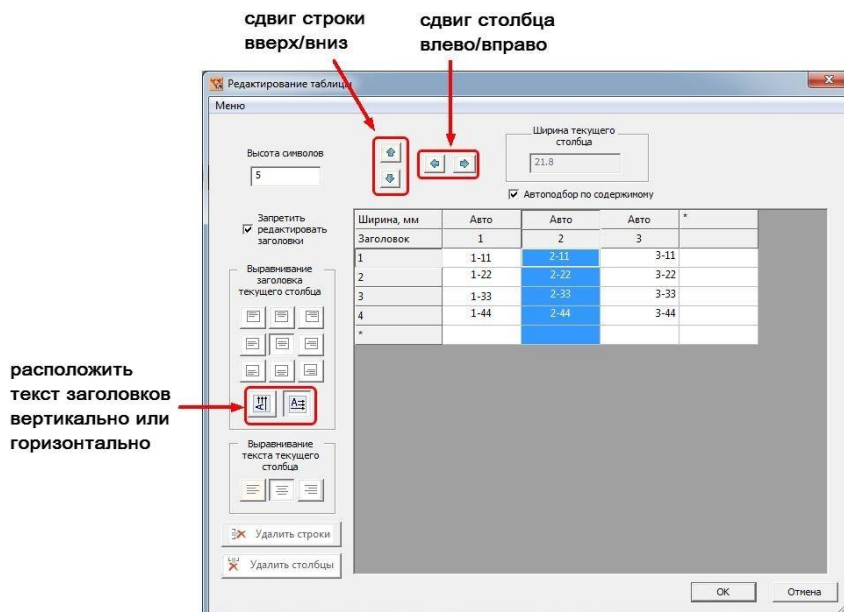 сдвиг строки
вверх/вниз
сдвиг столбца
влево/вправо
Редактирование таблицы
Меню
Высота символов
5
Ширина текущего
столбца
21.8
Автоподбор по содержимому
Запретить
редактировать
заголовки
Ширина, мм Авто Авто Авто *
Заголовок 1 2 3
1 1-11 2-11 3-11
2 1-22 2-22 3-22
3 1-33 2-33 3-33
4 1-44 2-44 3-44
*
Выравнивание
заголовка
текущего столбца
расположить
текст заголовков
вертикально или
горизонтально
Выравнивание
текста текущего
столбца
Удалить строки
Удалить столбцы
OK Отмена